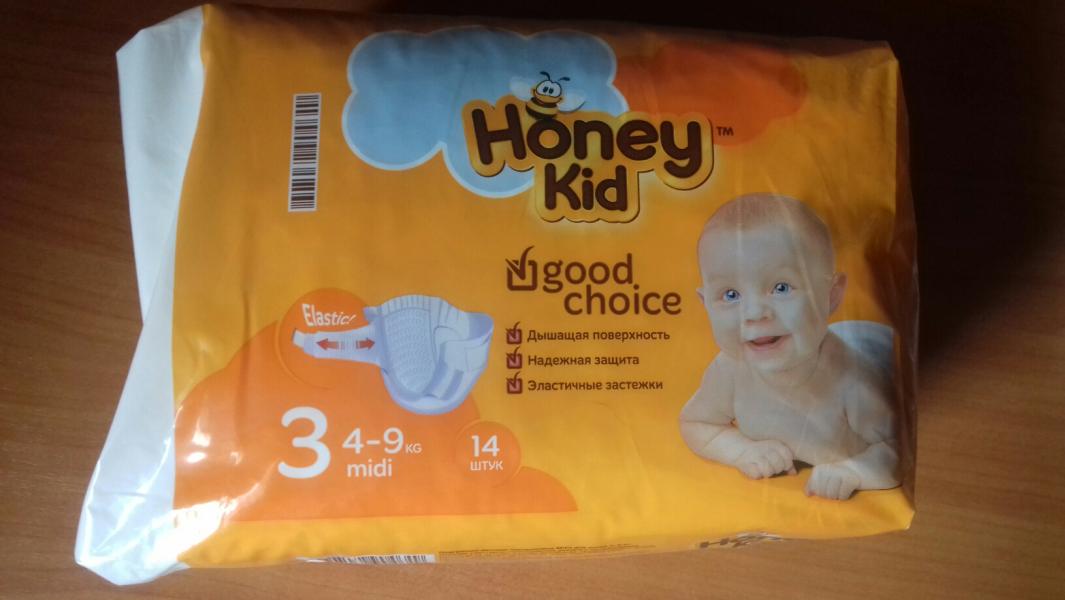 Honey
Kid
™
good
choice
Дышащая поверхность
Надежная защита
Эластичные застежки
Elastic!
3
4-9 KG
midi
14
ШТУК